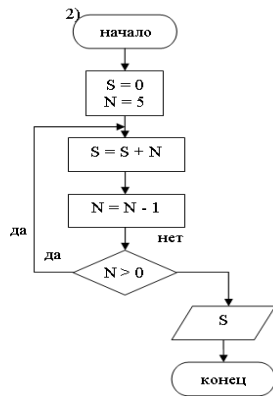 2)
начало
S = 0
N = 5
S = S + N
N = N - 1
нет
да
да
N > 0
S
конец